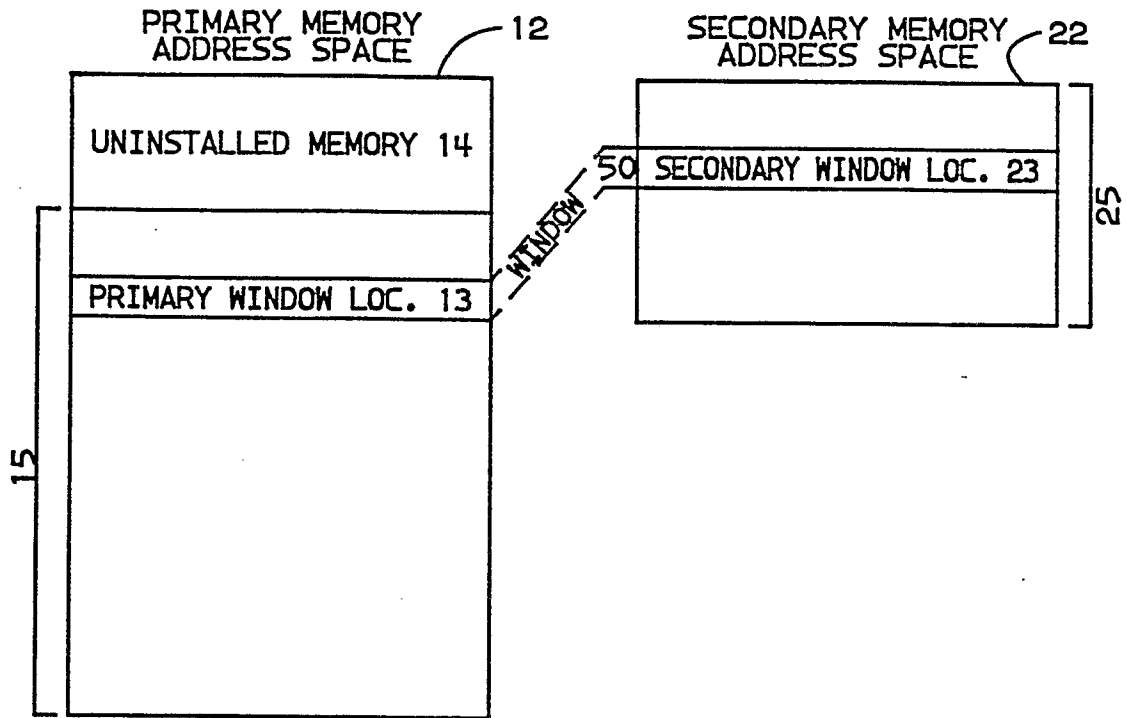 PRIMARY MEMORY
ADDRESS SPACE
12
UNINSTALLED MEMORY 14
PRIMARY WINDOW LOC. 13
15
WINDOW
50
SECONDARY MEMORY
ADDRESS SPACE
22
SECONDARY WINDOW LOC. 23
25